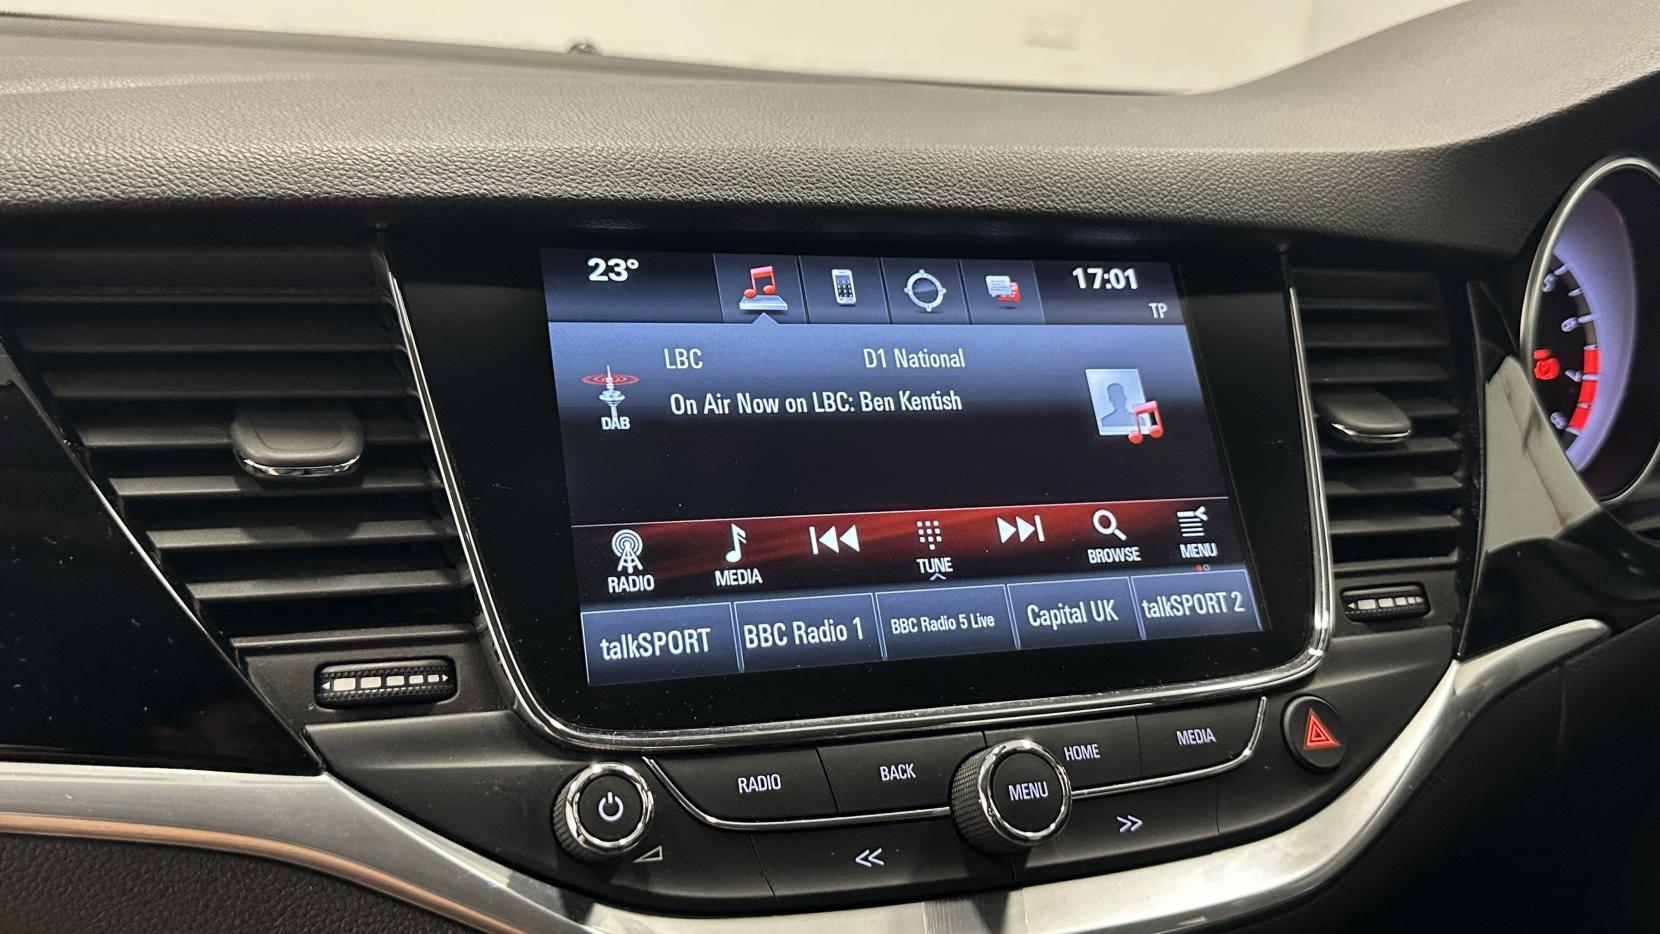 23° 17:01
TP
LBC D1 National
On Air Now on LBC: Ben Kentish
DAB
RADIO MEDIA TUNE BROWSE MENU
talkSPORT BBC Radio 1 BBC Radio 5 Live Capital UK talkSPORT 2
RADIO BACK MENU HOME MEDIA